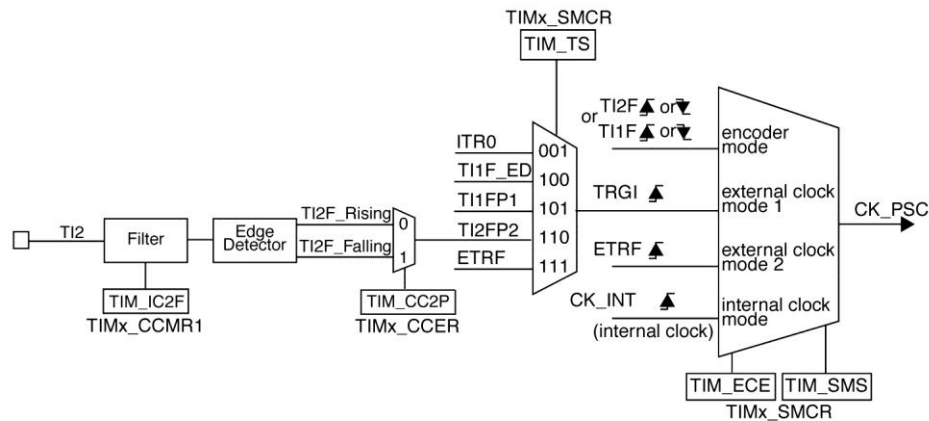 TIMx_SMCR
TIM_TS
TI2F or
or
TI1F or
encoder
mode
ITR0
001
TI1F_ED
100
TRGI
external clock
mode 1
TI1FP1
101
CK_PSC
TI2
Filter
Edge
Detector
TI2F_Rising
0
TI2F_Falling
1
TI2FP2
110
ETRF
111
ETRF
external clock
mode 2
CK_INT
(internal clock)
internal clock
mode
TIM_IC2F
TIMx_CCMR1
TIM_CC2P
TIMx_CCER
TIM_ECE
TIM_SMS
TIMx_SMCR